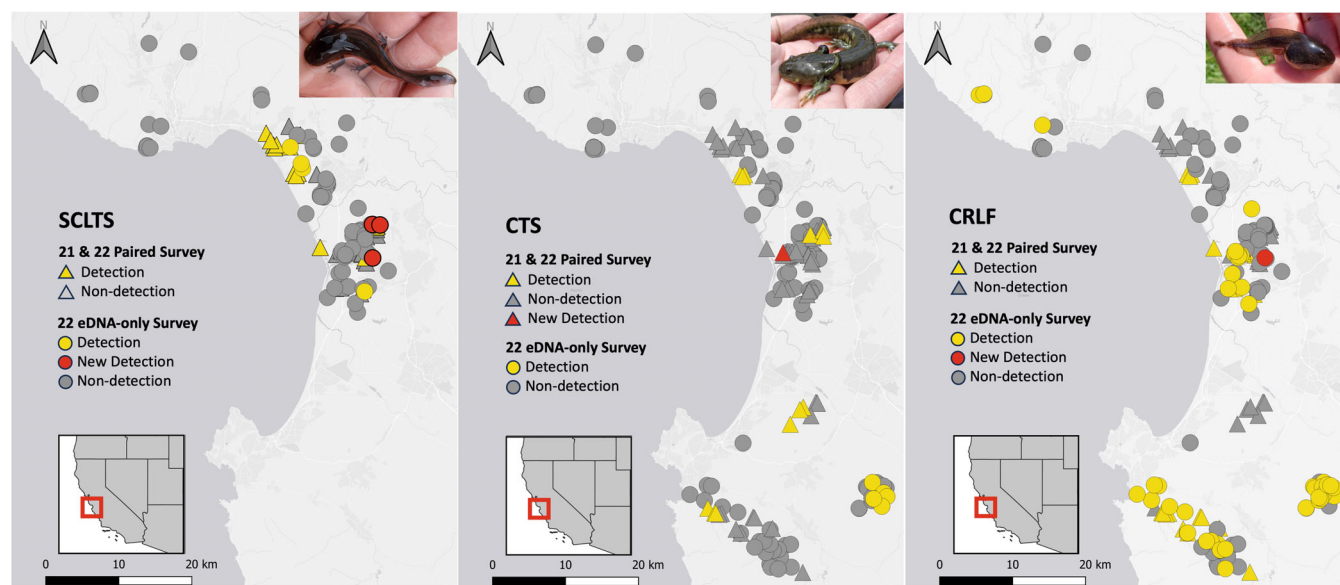 N
SCLTS
21 & 22 Paired Survey
Detection
Non-detection
22 eDNA-only Survey
Detection
New Detection
Non-detection
0 10 20 km
N
CTS
21 & 22 Paired Survey
Detection
Non-detection
New Detection
22 eDNA-only Survey
Detection
Non-detection
0 10 20 km
N
CRLF
21 & 22 Paired Survey
Detection
Non-detection
22 eDNA-only Survey
Detection
New Detection
Non-detection
0 10 20 km